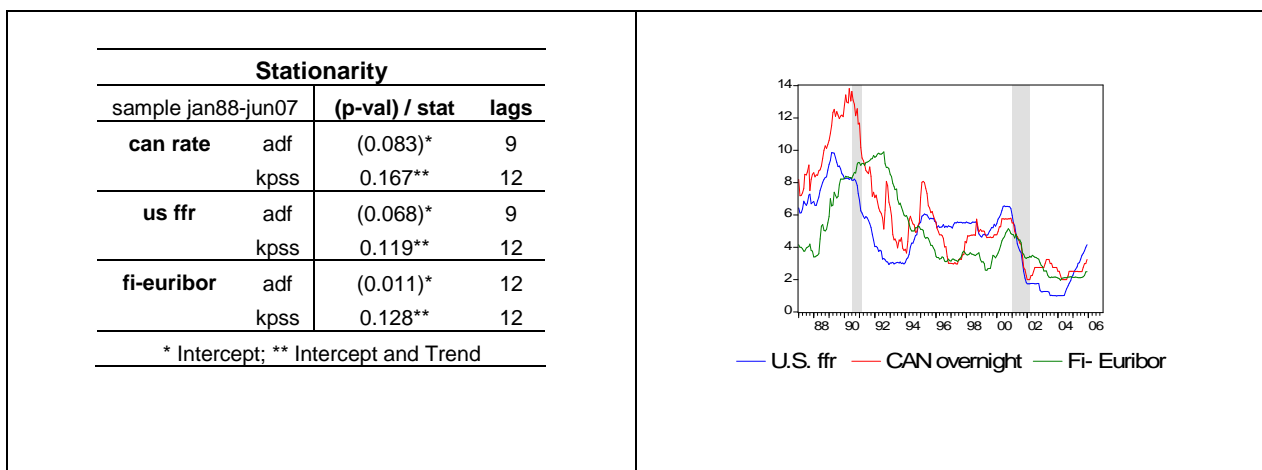 Stationarity
sample jan88-jun07 (p-val) / stat lags
can rate adf (0.083)* 9
kpss 0.167** 12
us ffr adf (0.068)* 9
kpss 0.119** 12
fi-euribor adf (0.011)* 12
kpss 0.128** 12
* Intercept; ** Intercept and Trend
14
12
10
8
6
4
2
0
88 90 92 94 96 98 00 02 04 06
U.S. ffr CAN overnight Fi- Euribor